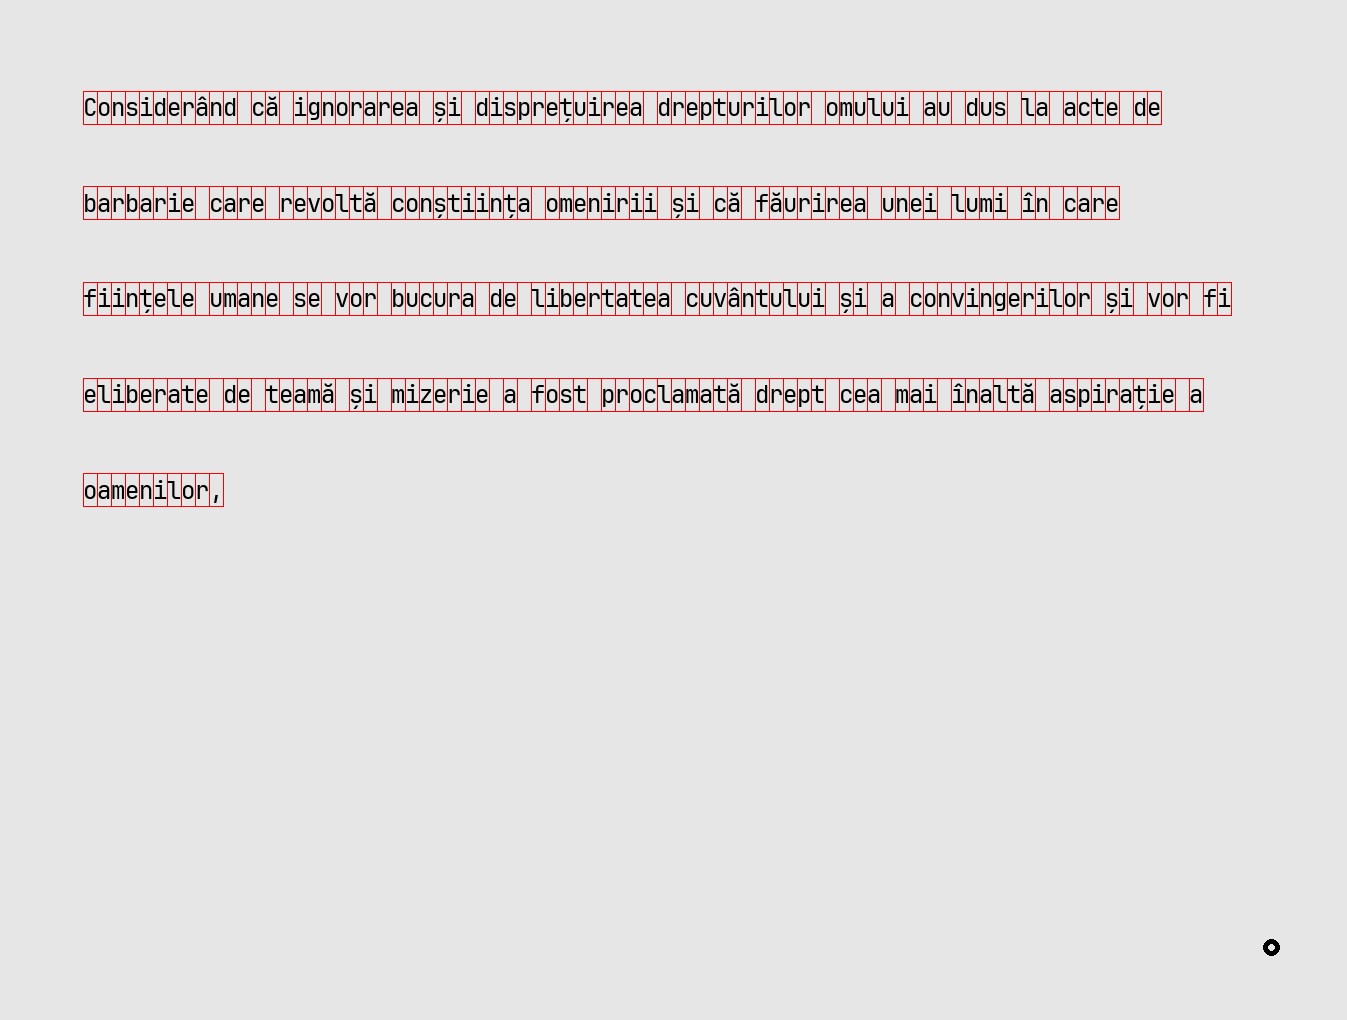 Considerând că ignorarea și disprețuirea drepturilor omului au dus la acte de
barbarie care revoltă conștiința omenirii și că făurirea unei lumi în care
ființele umane se vor bucura de libertatea cuvântului și a convingerilor și vor fi
eliberate de teamă și mizerie a fost proclamată drept cea mai înaltă aspirație a
oamenilor,